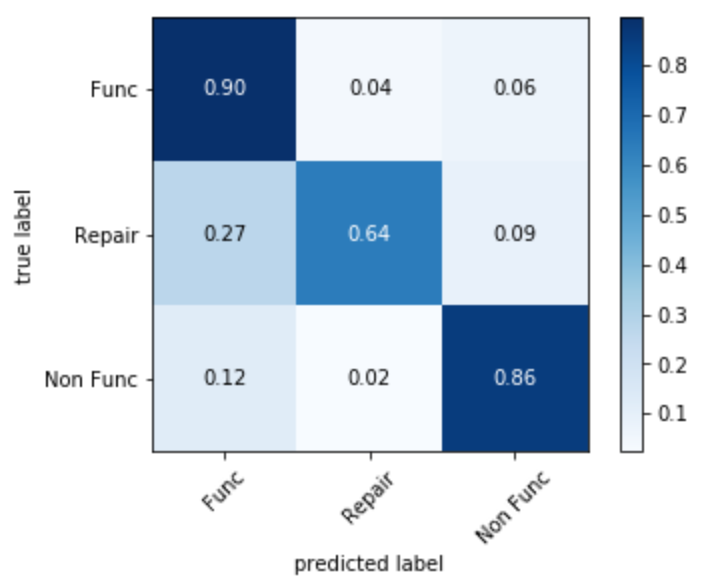 Func 0.90 0.04 0.06
Repair 0.27 0.64 0.09
Non Func 0.12 0.02 0.86
true label
Func Repair Non Func
predicted label
0.8
0.7
0.6
0.5
0.4
0.3
0.2
0.1